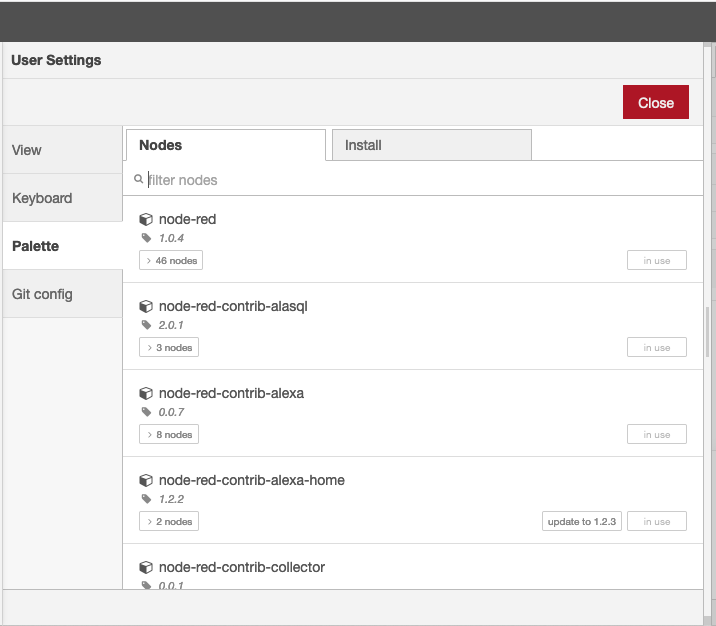 User Settings
Close
View
Keyboard
Palette
Git config
Nodes
Install
filter nodes
node-red
1.0.4
46 nodes
in use
node-red-contrib-alasql
2.0.1
3 nodes
in use
node-red-contrib-alexa
0.0.7
8 nodes
in use
node-red-contrib-alexa-home
1.2.2
2 nodes
update to 1.2.3
in use
node-red-contrib-collector
0.0.1